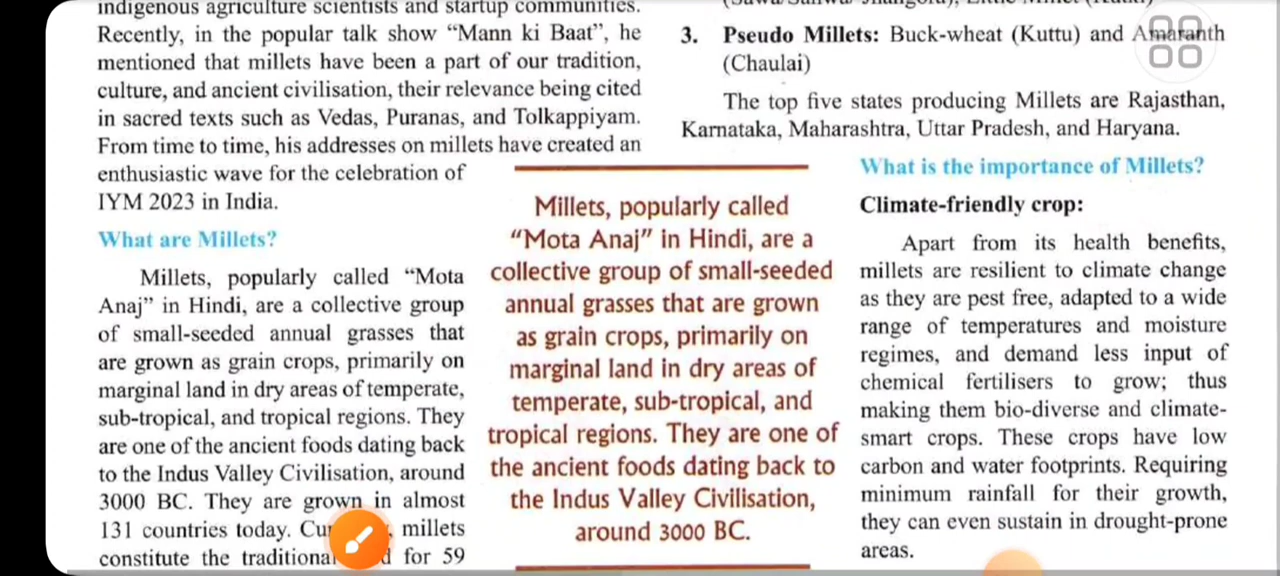 indigenous agriculture scientists and startup communities.
Recently, in the popular talk show “Mann ki Baat”, he
mentioned that millets have been a part of our tradition,
culture, and ancient civilisation, their relevance being cited
in sacred texts such as Vedas, Puranas, and Tolkappiyam.
From time to time, his addresses on millets have created an
enthusiastic wave for the celebration of
IYM 2023 in India.
What are Millets?
Millets, popularly called “Mota
Anaj” in Hindi, are a collective group
of small-seeded annual grasses that
are grown as grain crops, primarily on
marginal land in dry areas of temperate,
sub-tropical, and tropical regions. They
are one of the ancient foods dating back
to the Indus Valley Civilisation, around
3000 BC. They are grown in almost
131 countries today. millets
constitute the traditional for 59
Millets, popularly called
“Mota Anaj” in Hindi, are a
collective group of small-seeded
annual grasses that are grown
as grain crops, primarily on
marginal land in dry areas of
temperate, sub-tropical, and
tropical regions. They are one of
the ancient foods dating back to
the Indus Valley Civilisation,
around 3000 BC.
3. Pseudo Millets: Buck-wheat (Kuttu) and Amaranth
(Chaulai)
The top five states producing Millets are Rajasthan,
Karnataka, Maharashtra, Uttar Pradesh, and Haryana.
What is the importance of Millets?
Climate-friendly crop:
Apart from its health benefits,
millets are resilient to climate change
as they are pest free, adapted to a wide
range of temperatures and moisture
regimes, and demand less input of
chemical fertilisers to grow; thus
making them bio-diverse and climate-
smart crops. These crops have low
carbon and water footprints. Requiring
minimum rainfall for their growth,
they can even sustain in drought-prone
areas.